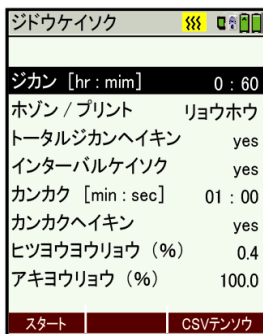 ジドウケイソク
ジカン [hr : mim] 0 : 60
ホゾン / プリント リョウホウ
トータルジカンヘイキン yes
インターバルケイソク yes
カンカク [min : sec] 01 : 00
カンカクヘイキン yes
ヒツヨウヨウリョウ (%) 0.4
アキヨウリョウ (%) 100.0
スタート CSVテンソウ